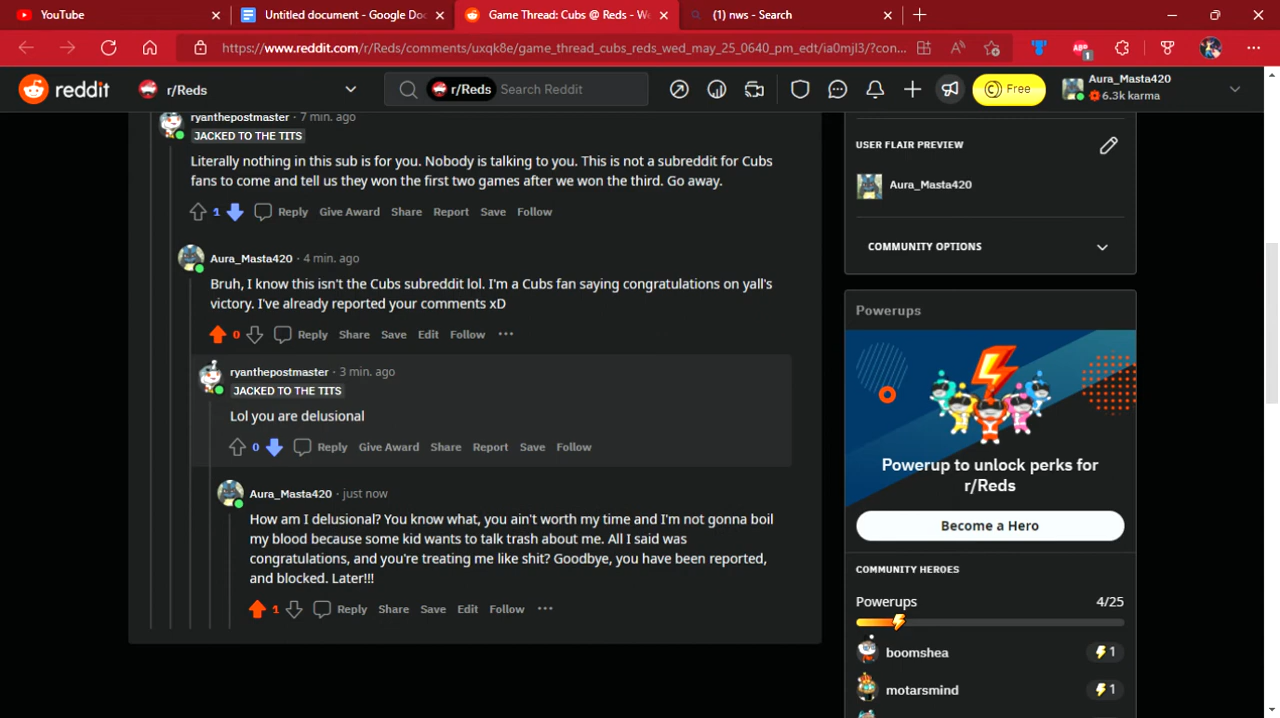 YouTube
Untitled document - Google Do
Game Thread: Cubs @ Reds - We
(1) nws - Search
https://www.reddit.com/r/Reds/comments/uxqk8e/game_thread_cubs_reds_wed_may_25_0640_pm_edt/ia0mjl3/?con...
reddit
r/Reds
r/Reds
Search Reddit
Free
Aura_Masta420
6.3k karma
ryanthepostmaster · 7 min. ago
JACKED TO THE TITS
Literally nothing in this sub is for you. Nobody is talking to you. This is not a subreddit for Cubs
fans to come and tell us they won the first two games after we won the third. Go away.
1 Reply Give Award Share Report Save Follow
Aura_Masta420 · 4 min. ago
Bruh, I know this isn't the Cubs subreddit lol. I'm a Cubs fan saying congratulations on yall's
victory. I've already reported your comments xD
0 Reply Share Save Edit Follow ...
ryanthepostmaster · 3 min. ago
JACKED TO THE TITS
Lol you are delusional
0 Reply Give Award Share Report Save Follow
Aura_Masta420 · just now
How am I delusional? You know what, you ain't worth my time and I'm not gonna boil
my blood because some kid wants to talk trash about me. All I said was
congratulations, and you're treating me like shit? Goodbye, you have been reported,
and blocked. Later!!!
1 Reply Share Save Edit Follow ...
USER FLAIR PREVIEW
Aura_Masta420
COMMUNITY OPTIONS
Powerups
Powerup to unlock perks for
r/Reds
Become a Hero
COMMUNITY HEROES
Powerups 4/25
boomshea 1
motarsmind 1